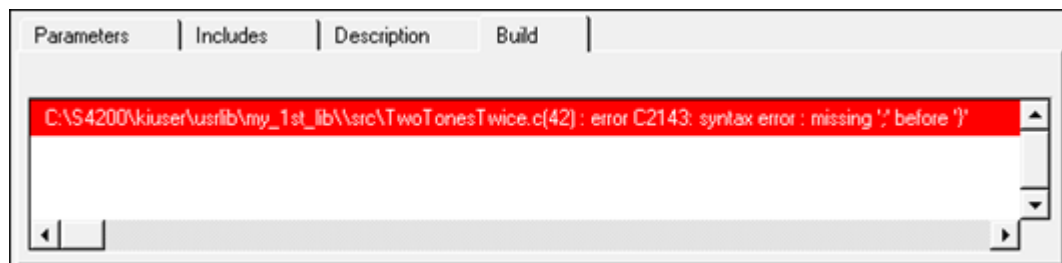 Parameters Includes Description Build
C:\S4200\kiuser\usrlib\my_1st_lib\\src\TwoTonesTwice.c(42) : error C2143: syntax error : missing ';' before '}'